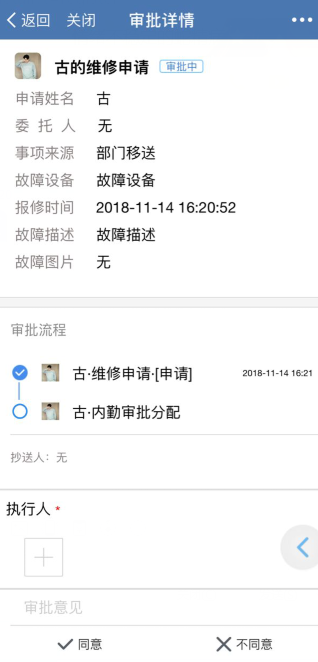 返回 关闭 审批详情
古的维修申请 审批中
申请姓名 古
委 托 人 无
事项来源 部门移送
故障设备 故障设备
报修时间 2018-11-14 16:20:52
故障描述 故障描述
故障图片 无
审批流程
古·维修申请·[申请] 2018-11-14 16:21
古·内勤审批分配
抄送人：无
执行人 *
审批意见
同意 不同意